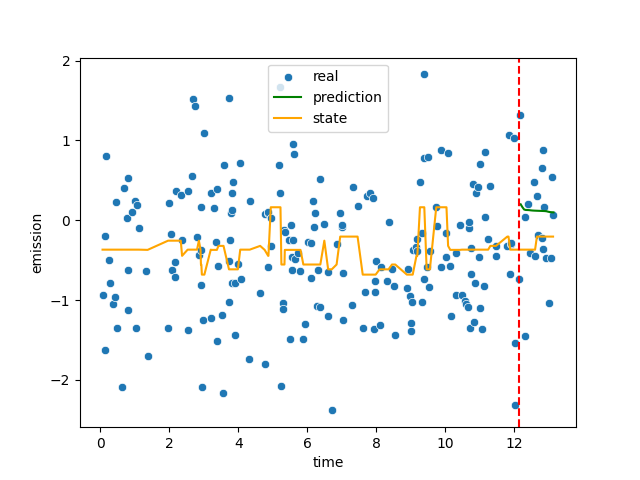 2
1
0
−1
−2
emission
real
prediction
state
0 2 4 6 8 10 12
time